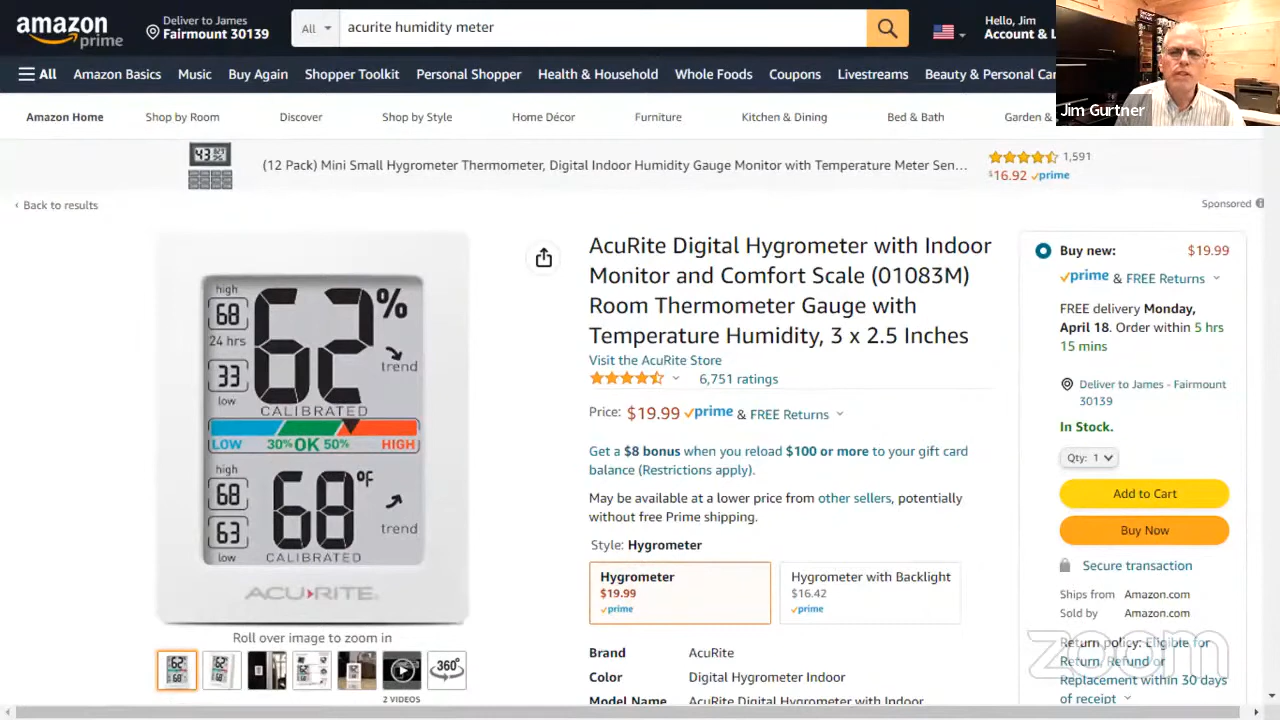 amazon
prime
Deliver to James
Fairmount 30139
All
acurite humidity meter
Hello, Jim
Account & L
All
Amazon Basics
Music
Buy Again
Shopper Toolkit
Personal Shopper
Health & Household
Whole Foods
Coupons
Livestreams
Beauty & Personal Ca
Jim Gurtner
Amazon Home
Shop by Room
Discover
Shop by Style
Home Décor
Furniture
Kitchen & Dining
Bed & Bath
Garden &
43
(12 Pack) Mini Small Hygrometer Thermometer, Digital Indoor Humidity Gauge Monitor with Temperature Meter Sen...
1,591
$16.92 prime
‹ Back to results
Sponsored
high
68
24 hrs
33
low
62%
trend
CALIBRATED
LOW
30% OK 50%
HIGH
high
68
63
low
68°F
trend
CALIBRATED
ACURITE
Roll over image to zoom in
360°
2 VIDEOS
AcuRite Digital Hygrometer with Indoor
Monitor and Comfort Scale (01083M)
Room Thermometer Gauge with
Temperature Humidity, 3 x 2.5 Inches
Visit the AcuRite Store
6,751 ratings
Price: $19.99 prime & FREE Returns
Get a $8 bonus when you reload $100 or more to your gift card
balance (Restrictions apply).
May be available at a lower price from other sellers, potentially
without free Prime shipping.
Style: Hygrometer
Hygrometer
$19.99
prime
Hygrometer with Backlight
$16.42
prime
Brand AcuRite
Color Digital Hygrometer Indoor
Model Name AcuRite Digital Hygrometer with Indoor
Buy new: $19.99
prime & FREE Returns
FREE delivery Monday,
April 18. Order within 5 hrs
15 mins
Deliver to James - Fairmount
30139
In Stock.
Qty: 1
Add to Cart
Buy Now
Secure transaction
Ships from Amazon.com
Sold by Amazon.com
Return policy: Eligible for
Return, Refund or
Replacement within 30 days
of receipt
zoom